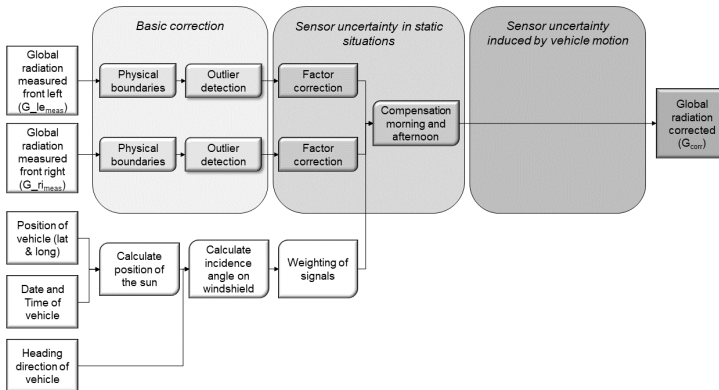 Basic correction
Sensor uncertainty in static
situations
Sensor uncertainty
induced by vehicle motion
Global
radiation
measured
front left
(G_le_meas)
Physical
boundaries
Outlier
detection
Factor
correction
Global
radiation
measured
front right
(G_ri_meas)
Physical
boundaries
Outlier
detection
Factor
correction
Compensation
morning and
afternoon
Global
radiation
corrected
(G_corr)
Position of
vehicle (lat
& long)
Date and
Time of
vehicle
Calculate
position of
the sun
Calculate
incidence
angle on
windshield
Weighting of
signals
Heading
direction of
vehicle